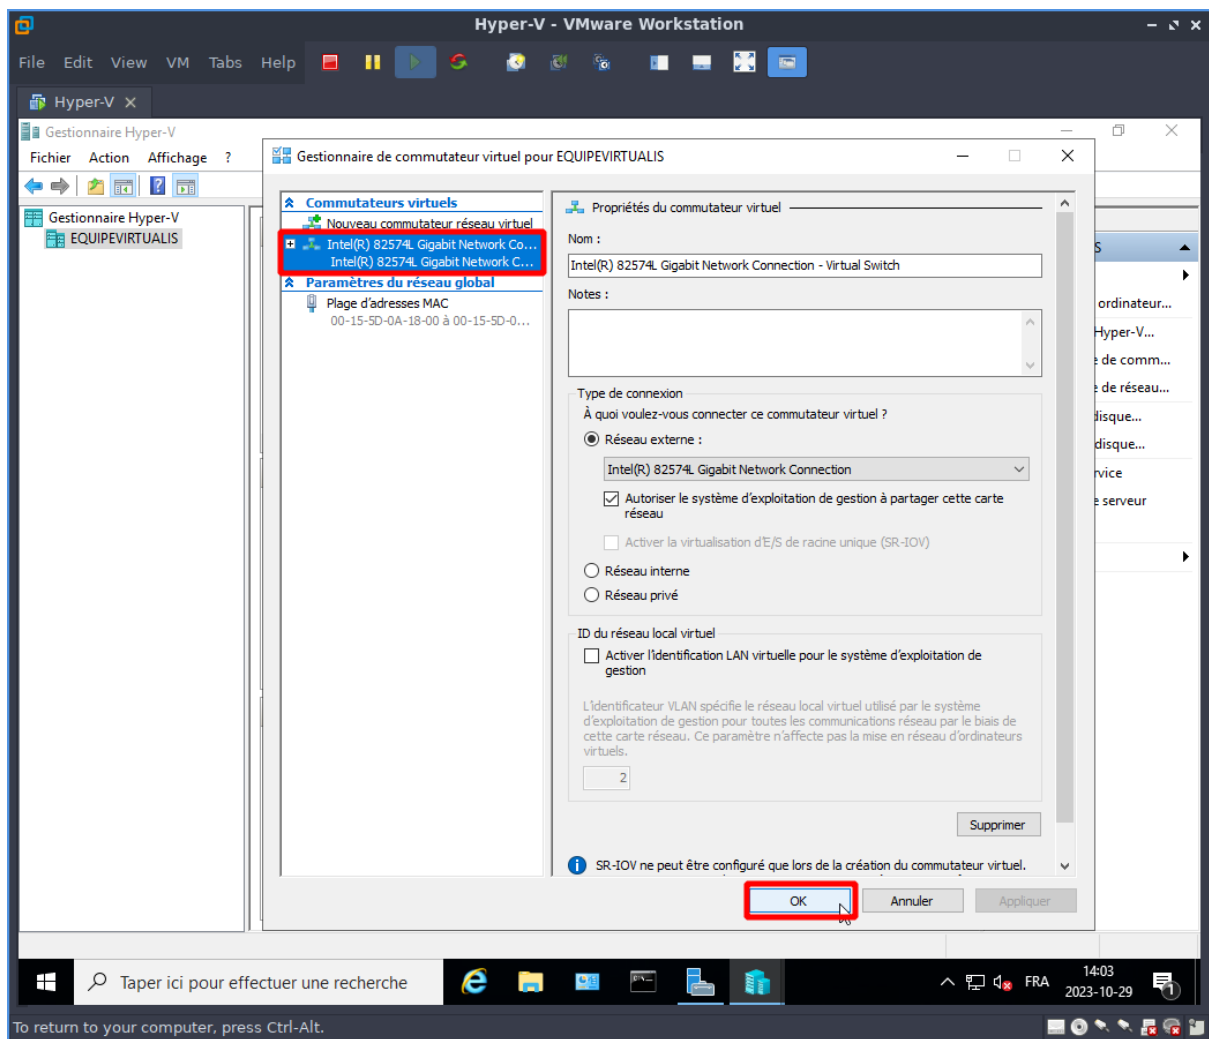 Hyper-V - VMware Workstation
File Edit View VM Tabs Help
Hyper-V
Gestionnaire Hyper-V
Fichier Action Affichage ?
Gestionnaire Hyper-V
EQUIPEVIRTUALIS
Gestionnaire de commutateur virtuel pour EQUIPEVIRTUALIS
Commutateurs virtuels
Nouveau commutateur réseau virtuel
Intel(R) 82574L Gigabit Network Co...
Intel(R) 82574L Gigabit Network C...
Paramètres du réseau global
Plage d'adresses MAC
00-15-5D-0A-18-00 à 00-15-5D-0...
Propriétés du commutateur virtuel
Nom :
Intel(R) 82574L Gigabit Network Connection - Virtual Switch
Notes :
Type de connexion
À quoi voulez-vous connecter ce commutateur virtuel ?
Réseau externe :
Intel(R) 82574L Gigabit Network Connection
Autoriser le système d'exploitation de gestion à partager cette carte
réseau
Activer la virtualisation d'E/S de racine unique (SR-IOV)
Réseau interne
Réseau privé
ID du réseau local virtuel
Activer l'identification LAN virtuelle pour le système d'exploitation de
gestion
L'identificateur VLAN spécifie le réseau local virtuel utilisé par le système
d'exploitation de gestion pour toutes les communications réseau par le biais de
cette carte réseau. Ce paramètre n'affecte pas la mise en réseau d'ordinateurs
virtuels.
2
Supprimer
SR-IOV ne peut être configuré que lors de la création du commutateur virtuel.
OK Annuler Appliquer
S
ordinateur...
Hyper-V...
de comm...
de réseau...
disque...
disque...
rvice
serveur
Taper ici pour effectuer une recherche
FRA
14:03
2023-10-29
1
To return to your computer, press Ctrl-Alt.